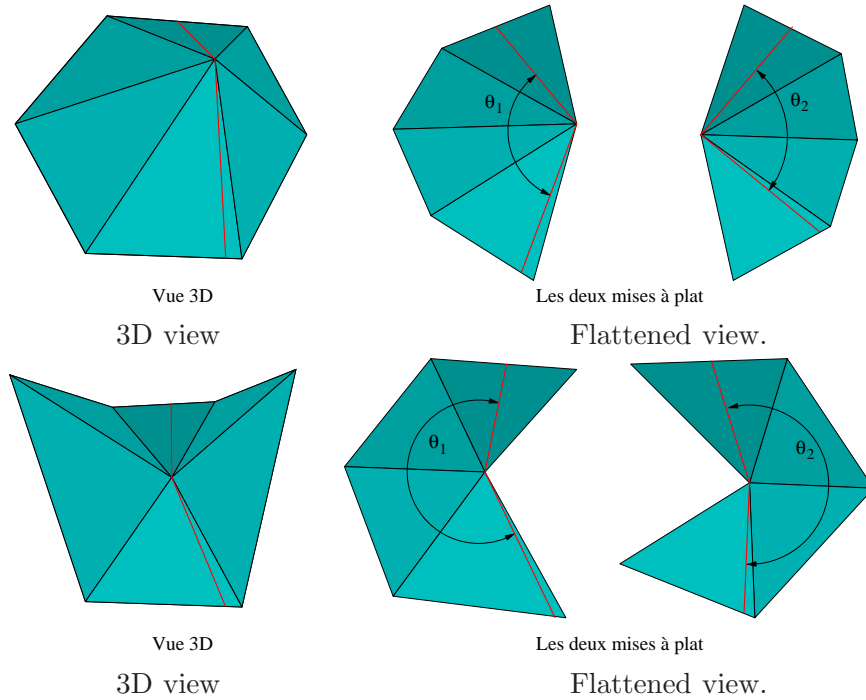 θ1
θ2
Vue 3D
Les deux mises à plat
3D view
Flattened view.
θ1
θ2
Vue 3D
Les deux mises à plat
3D view
Flattened view.